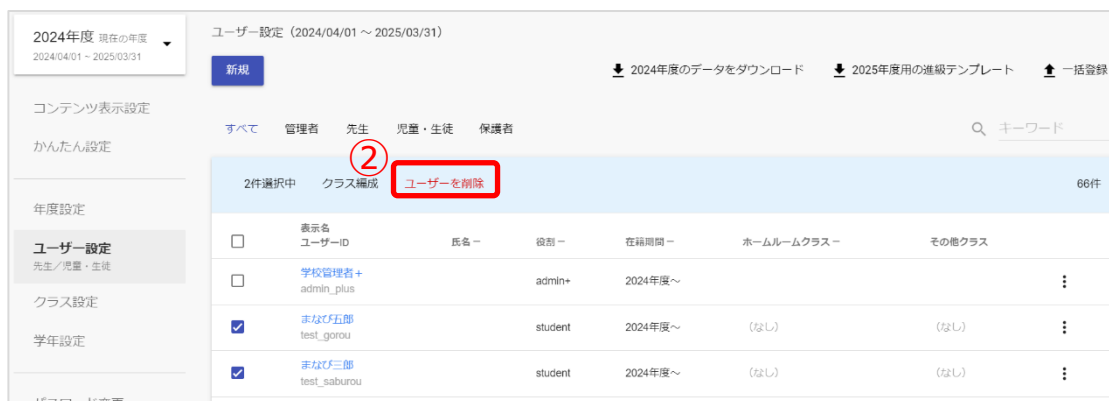 2024年度 現在の年度
2024/04/01 ~ 2025/03/31
コンテンツ表示設定
かんたん設定
年度設定
ユーザー設定
先生／児童・生徒
クラス設定
学年設定
ユーザー設定（2024/04/01 ～ 2025/03/31）
新規
2024年度のデータをダウンロード 2025年度用の進級テンプレート 一括登録
すべて 管理者 先生 児童・生徒 保護者 キーワード
②
2件選択中 クラス編成 ユーザーを削除 66件
表示名
ユーザーID 氏名 役割 在籍期間 ホームルームクラス その他クラス
学校管理者+
admin_plus admin+ 2024年度～
まなび五郎
test_gorou student 2024年度～ （なし） （なし）
まなび三郎
test_saburou student 2024年度～ （なし） （なし）